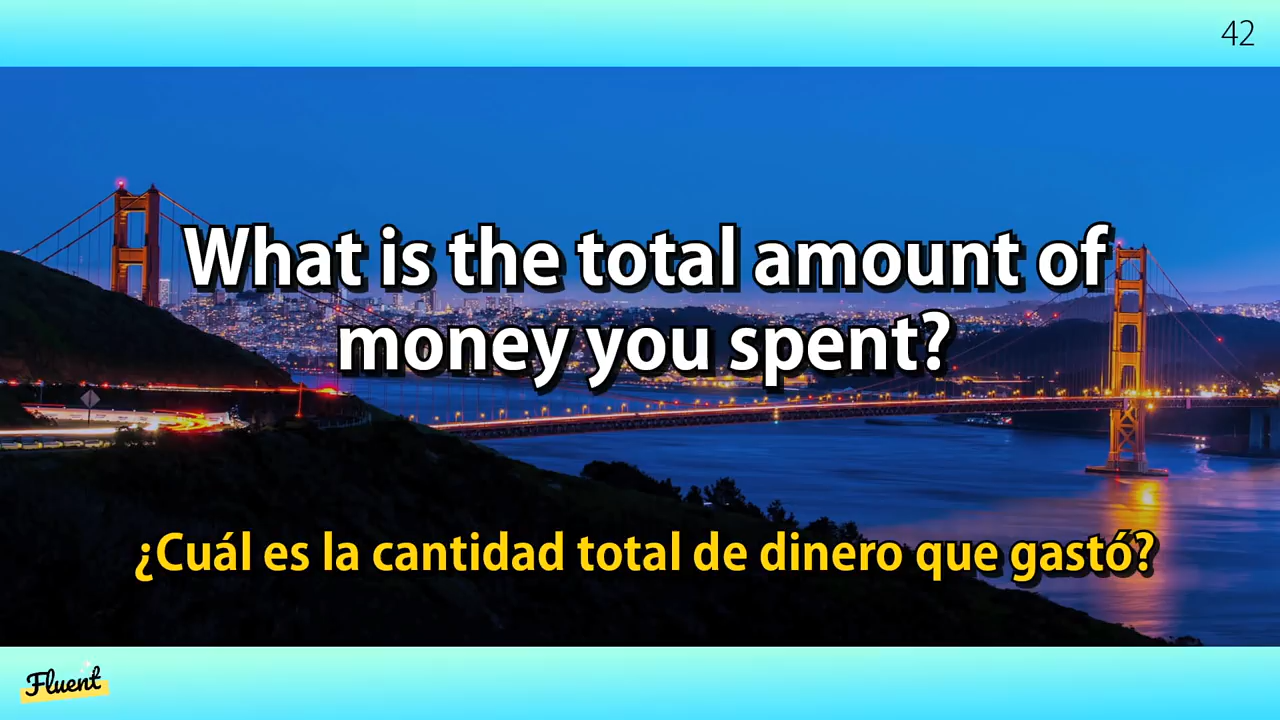 42
What is the total amount of
money you spent?
¿Cuál es la cantidad total de dinero que gastó?
Fluent